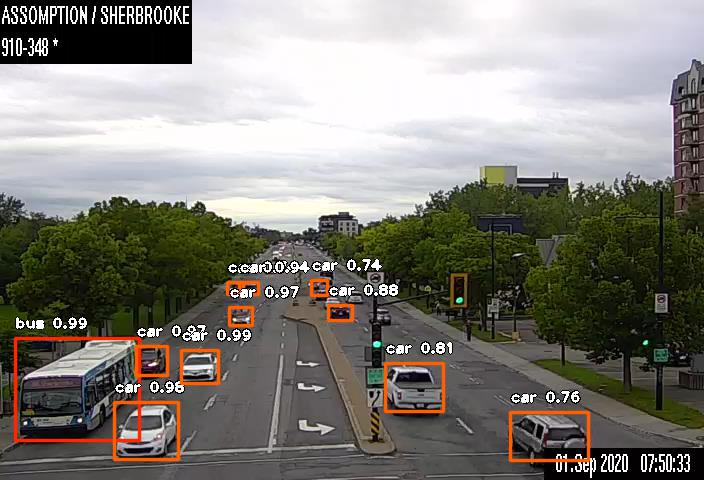 ASSOMPTION / SHERBROOKE
910-348 *
car 0.94
car 0.74
car 0.97
car 0.88
bus 0.99
car 0.97
car 0.99
car 0.81
car 0.98
car 0.76
01 Sep 2020 07:50:33